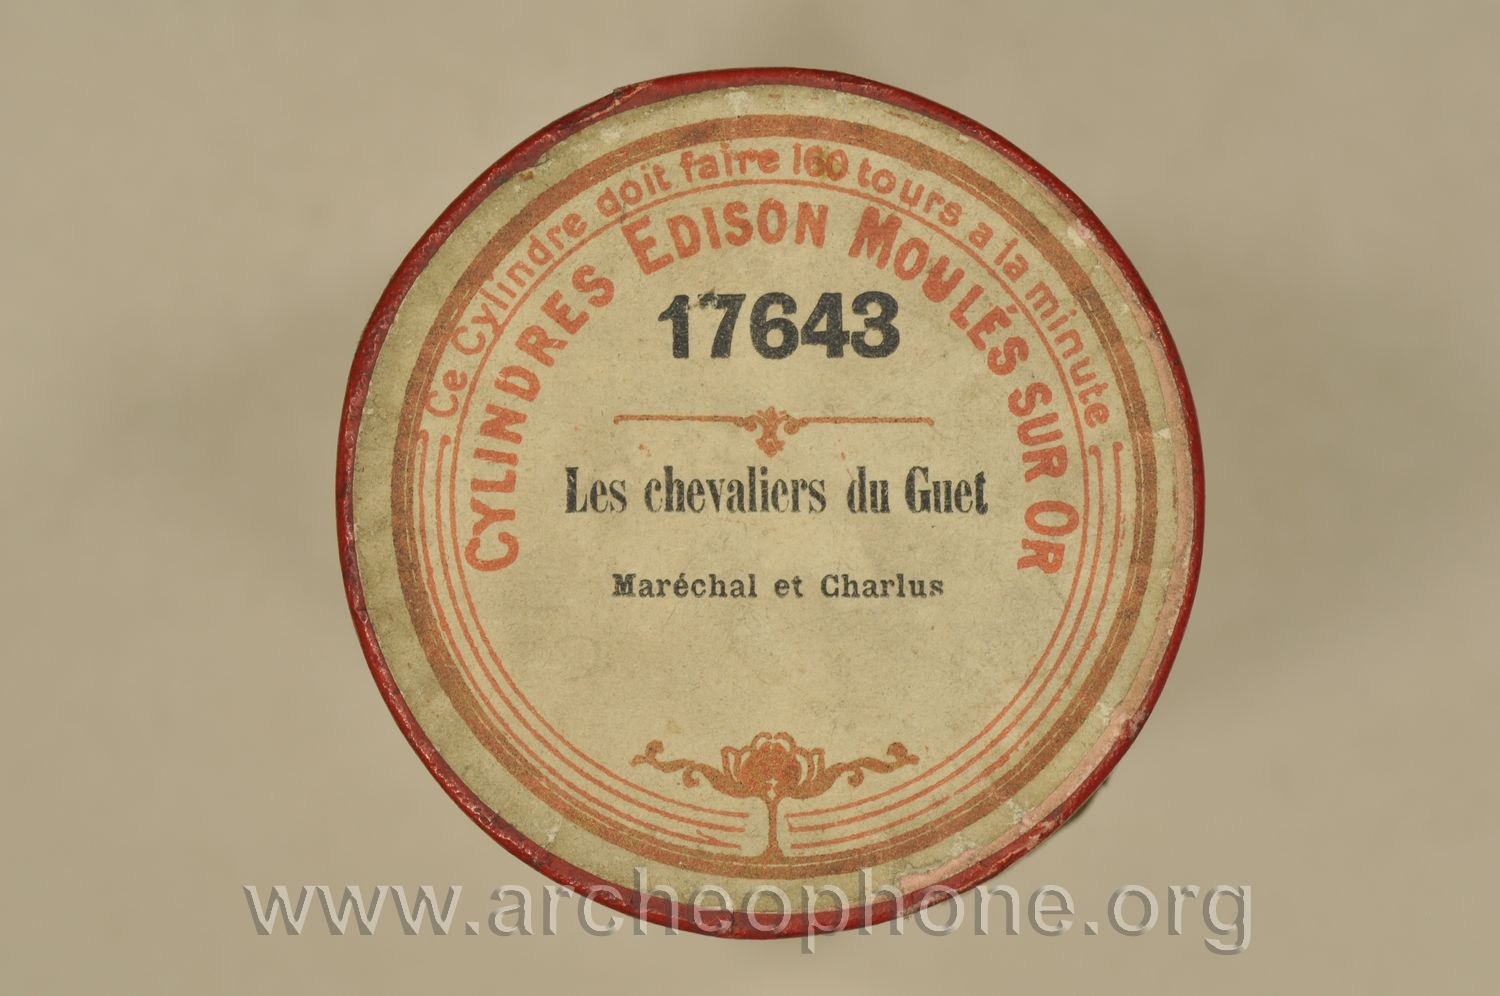 Ce Cylindre doit faire 160 tours a la minute
CYLINDRES EDISON MOULÉS SUR OR
17643
Les chevaliers du Guet
Maréchal et Charlus
www.archeophone.org